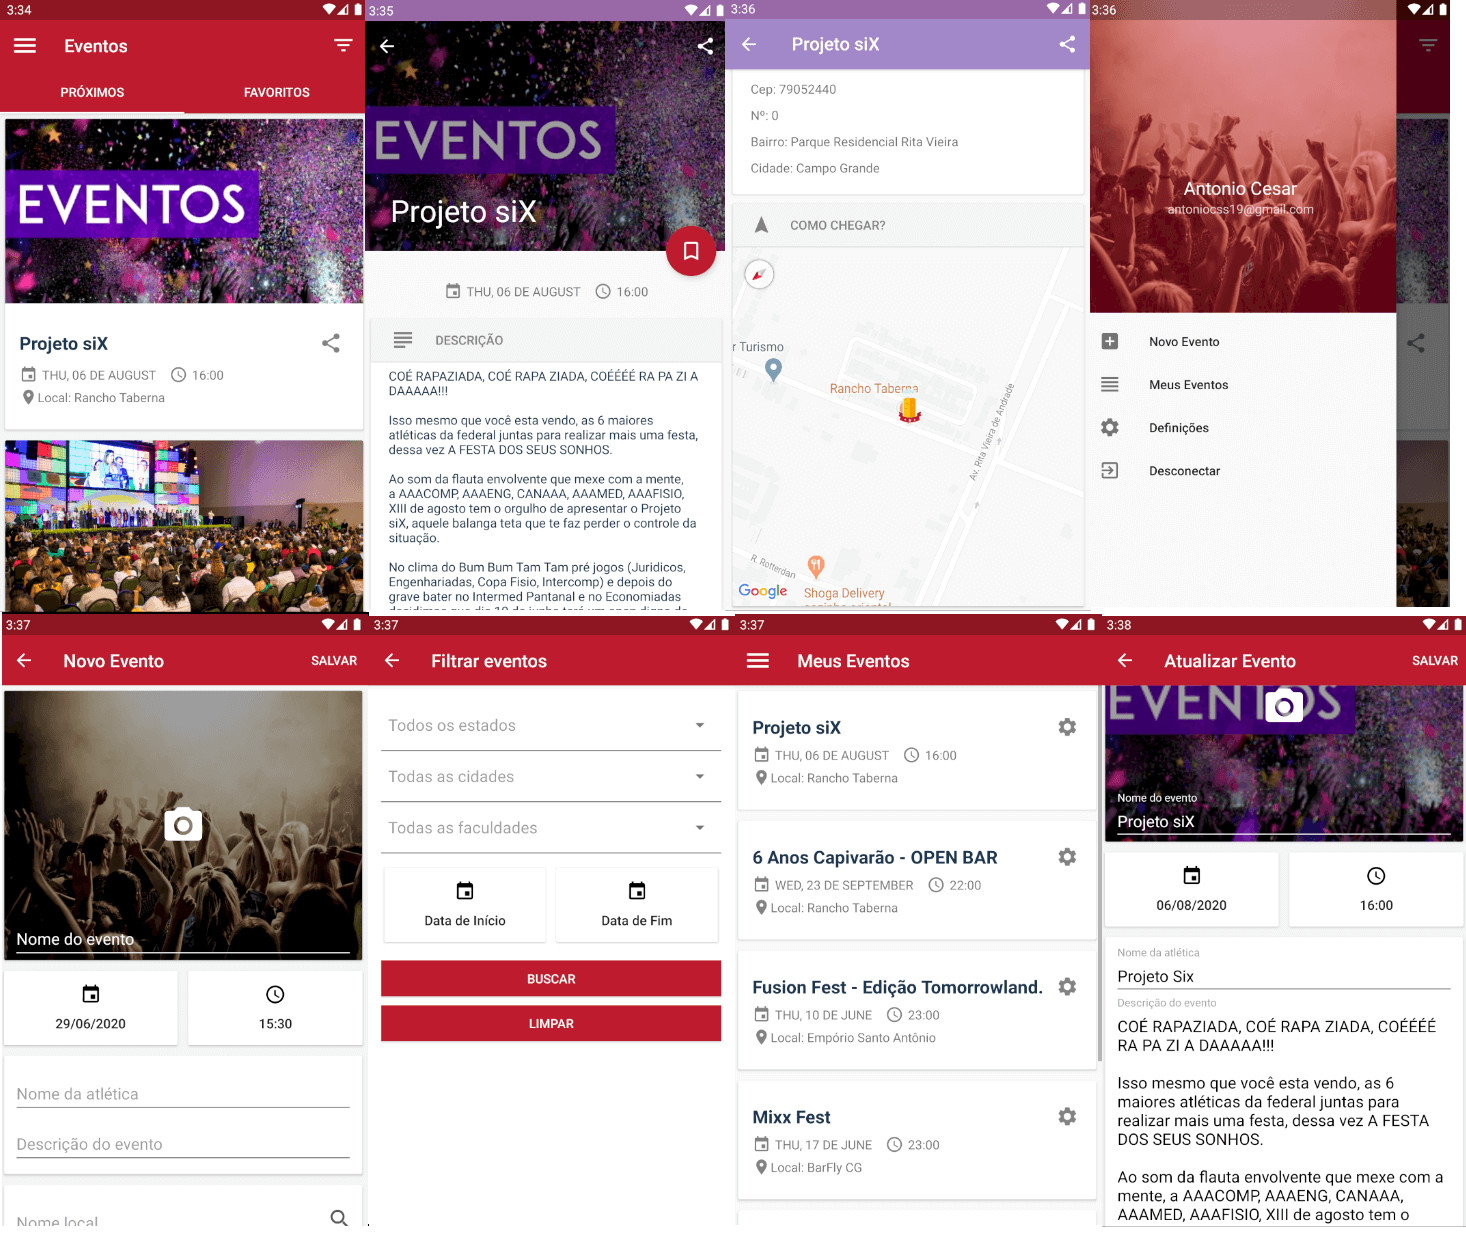 3:34
Eventos
PRÓXIMOS
FAVORITOS
EVENTOS
Projeto siX
THU, 06 DE AUGUST
16:00
Local: Rancho Taberna
3:35
EVENTOS
Projeto siX
THU, 06 DE AUGUST
16:00
DESCRIÇÃO
COÉ RAPAZIADA, COÉ RAPA ZIADA, COÉÉÉÉ RA PA ZI A
DAAAAA!!!
Isso mesmo que você esta vendo, as 6 maiores
atléticas da federal juntas para realizar mais uma festa,
dessa vez A FESTA DOS SEUS SONHOS.
Ao som da flauta envolvente que mexe com a
mente, a AAACOMP, AAAENG, CANAAA, AAAMED, AAAFISIO,
XIII de agosto tem o orgulho de apresentar o Projeto
siX, aquele balanga teta que te faz perder o controle da
situação.
No clima do Bum Bum Tam Tam pré jogos (Juridicos,
Engenhariadas, Copa Fisio, Intercomp) e depois do
grave bater no Intermed Pantanal e no Economiadas
3:36
Projeto siX
Cep: 79052440
Nº: 0
Bairro: Parque Residencial Rita Vieira
Cidade: Campo Grande
COMO CHEGAR?
r Turismo
Rancho Taberna
Av. Rita Vieira de Andrade
R. Rotterdan
Google
Shoga Delivery
3:36
Antonio Cesar
antoniocss19@gmail.com
Novo Evento
Meus Eventos
Definições
Desconectar
3:37
Novo Evento
SALVAR
Nome do evento
29/06/2020
15:30
Nome da atlética
Descrição do evento
Nome local
3:37
Filtrar eventos
Todos os estados
Todas as cidades
Todas as faculdades
Data de Início
Data de Fim
BUSCAR
LIMPAR
3:37
Meus Eventos
Projeto siX
THU, 06 DE AUGUST
16:00
Local: Rancho Taberna
6 Anos Capivarão - OPEN BAR
WED, 23 DE SEPTEMBER
22:00
Local: Rancho Taberna
Fusion Fest - Edição Tomorrowland.
THU, 10 DE JUNE
23:00
Local: Empório Santo Antônio
Mixx Fest
THU, 17 DE JUNE
23:00
Local: BarFly CG
3:38
Atualizar Evento
SALVAR
EVENTOS
Nome do evento
Projeto siX
06/08/2020
16:00
Nome da atlética
Projeto Six
Descrição do evento
COÉ RAPAZIADA, COÉ RAPA ZIADA, COÉÉÉÉ
RA PA ZI A DAAAAA!!!
Isso mesmo que você esta vendo, as 6
maiores atléticas da federal juntas para
realizar mais uma festa, dessa vez A FESTA
DOS SEUS SONHOS.
Ao som da flauta envolvente que mexe com a
mente, a AAACOMP, AAAENG, CANAAA,
AAAMED, AAAFISIO, XIII de agosto tem o